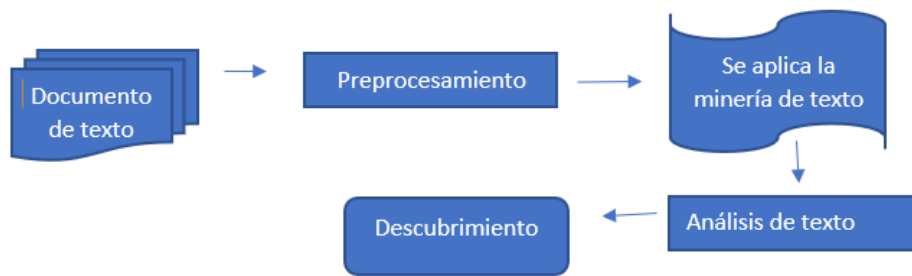 Documento
de texto
Preprocesamiento
Se aplica la
minería de texto
Análisis de texto
Descubrimiento